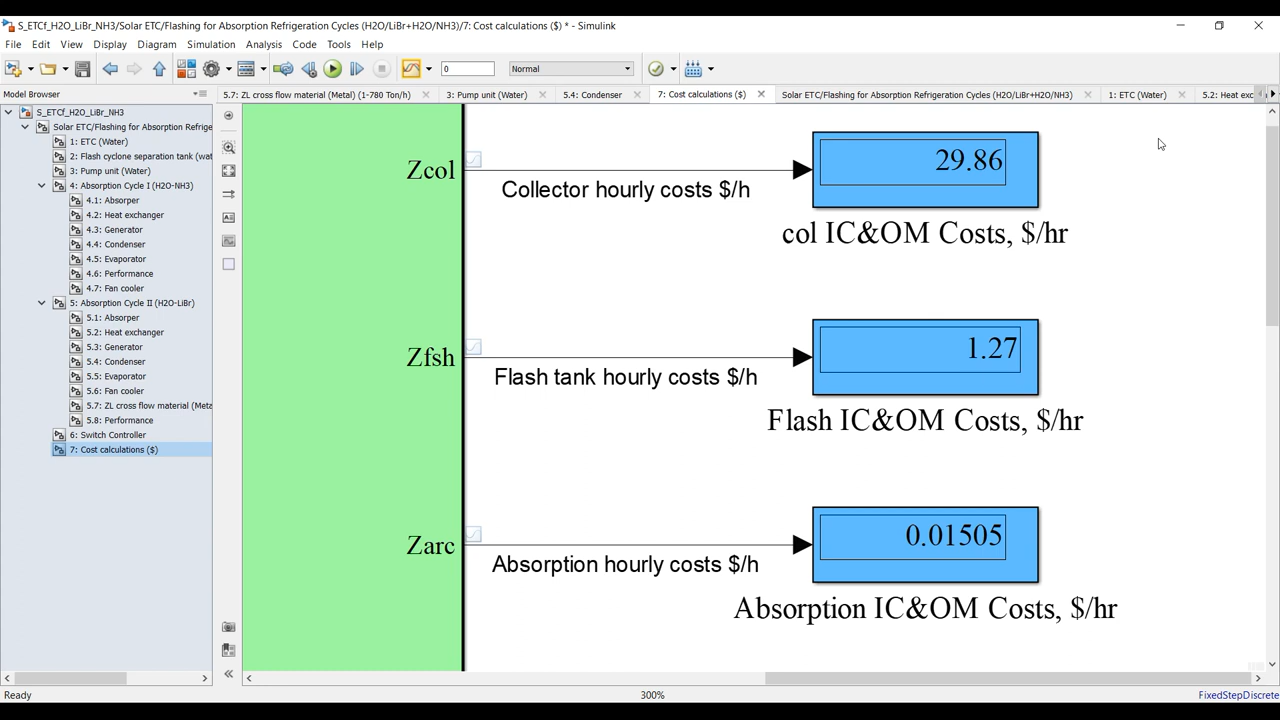 S_ETCf_H2O_LiBr_NH3/Solar ETC/Flashing for Absorption Refrigeration Cycles (H2O/LiBr+H2O/NH3)/7: Cost calculations ($) * - Simulink
File Edit View Display Diagram Simulation Analysis Code Tools Help
0 Normal
Model Browser
5.7: ZL cross flow material (Metal) (1-780 Ton/h) 3: Pump unit (Water) 5.4: Condenser 7: Cost calculations ($) Solar ETC/Flashing for Absorption Refrigeration Cycles (H2O/LiBr+H2O/NH3) 1: ETC (Water) 5.2: Heat exc
S_ETCf_H2O_LiBr_NH3
Solar ETC/Flashing for Absorption Refrige
1: ETC (Water)
2: Flash cyclone separation tank (wat
3: Pump unit (Water)
4: Absorption Cycle I (H2O-NH3)
4.1: Absorper
4.2: Heat exchanger
4.3: Generator
4.4: Condenser
4.5: Evaporator
4.6: Performance
4.7: Fan cooler
5: Absorption Cycle II (H2O-LiBr)
5.1: Absorper
5.2: Heat exchanger
5.3: Generator
5.4: Condenser
5.5: Evaporator
5.6: Fan cooler
5.7: ZL cross flow material (Meta
5.8: Performance
6: Switch Controller
7: Cost calculations ($)
Zcol
Collector hourly costs $/h
29.86
col IC&OM Costs, $/hr
Zfsh
Flash tank hourly costs $/h
1.27
Flash IC&OM Costs, $/hr
Zarc
Absorption hourly costs $/h
0.01505
Absorption IC&OM Costs, $/hr
Ready 300% FixedStepDiscrete